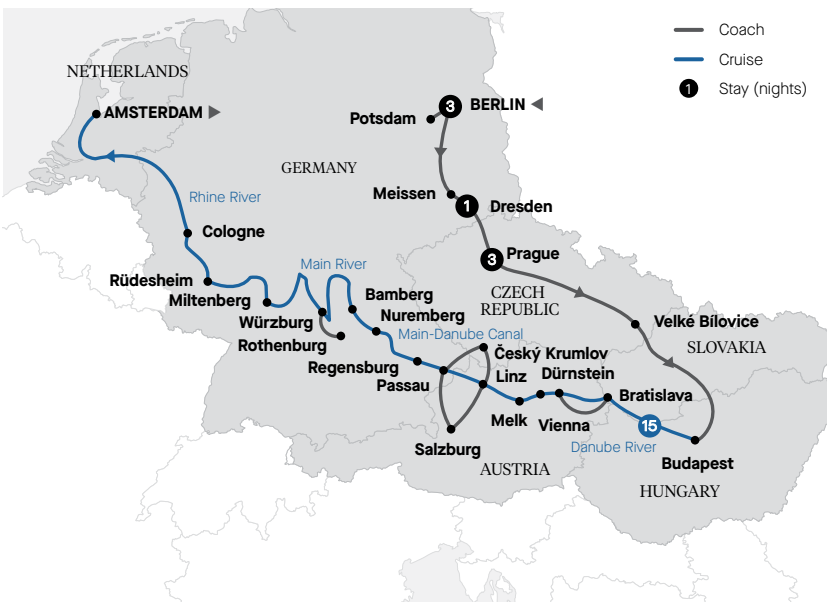 Coach
Cruise
1 Stay (nights)
NETHERLANDS
AMSTERDAM
3 BERLIN
Potsdam
GERMANY
Meissen
1 Dresden
Rhine River
Cologne
3 Prague
Main River
Rüdesheim
Miltenberg
Bamberg
CZECH
REPUBLIC
Würzburg
Nuremberg
Velké Bílovice
Rothenburg
Main-Danube Canal
SLOVAKIA
Český Krumlov
Regensburg
Passau
Linz
Dürnstein
Bratislava
Melk
Vienna
15
Salzburg
Danube River
Budapest
AUSTRIA
HUNGARY